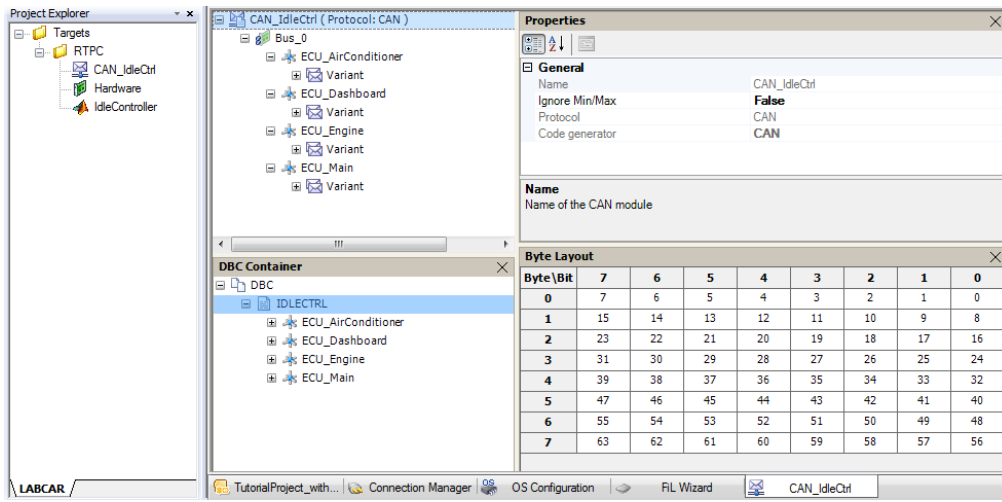 Project Explorer
Targets
RTPC
CAN_IdleCtrl
Hardware
IdleController
LABCAR
CAN_IdleCtrl ( Protocol: CAN )
Bus_0
ECU_AirConditioner
Variant
ECU_Dashboard
Variant
ECU_Engine
Variant
ECU_Main
Variant
DBC Container
DBC
IDLECTRL
ECU_AirConditioner
ECU_Dashboard
ECU_Engine
ECU_Main
Properties
General
Name CAN_IdleCtrl
Ignore Min/Max False
Protocol CAN
Code generator CAN
Name
Name of the CAN module
Byte Layout
Byte\Bit 7 6 5 4 3 2 1 0
0 7 6 5 4 3 2 1 0
1 15 14 13 12 11 10 9 8
2 23 22 21 20 19 18 17 16
3 31 30 29 28 27 26 25 24
4 39 38 37 36 35 34 33 32
5 47 46 45 44 43 42 41 40
6 55 54 53 52 51 50 49 48
7 63 62 61 60 59 58 57 56
TutorialProject_with... Connection Manager OS OS Configuration FiL Wizard CAN_IdleCtrl